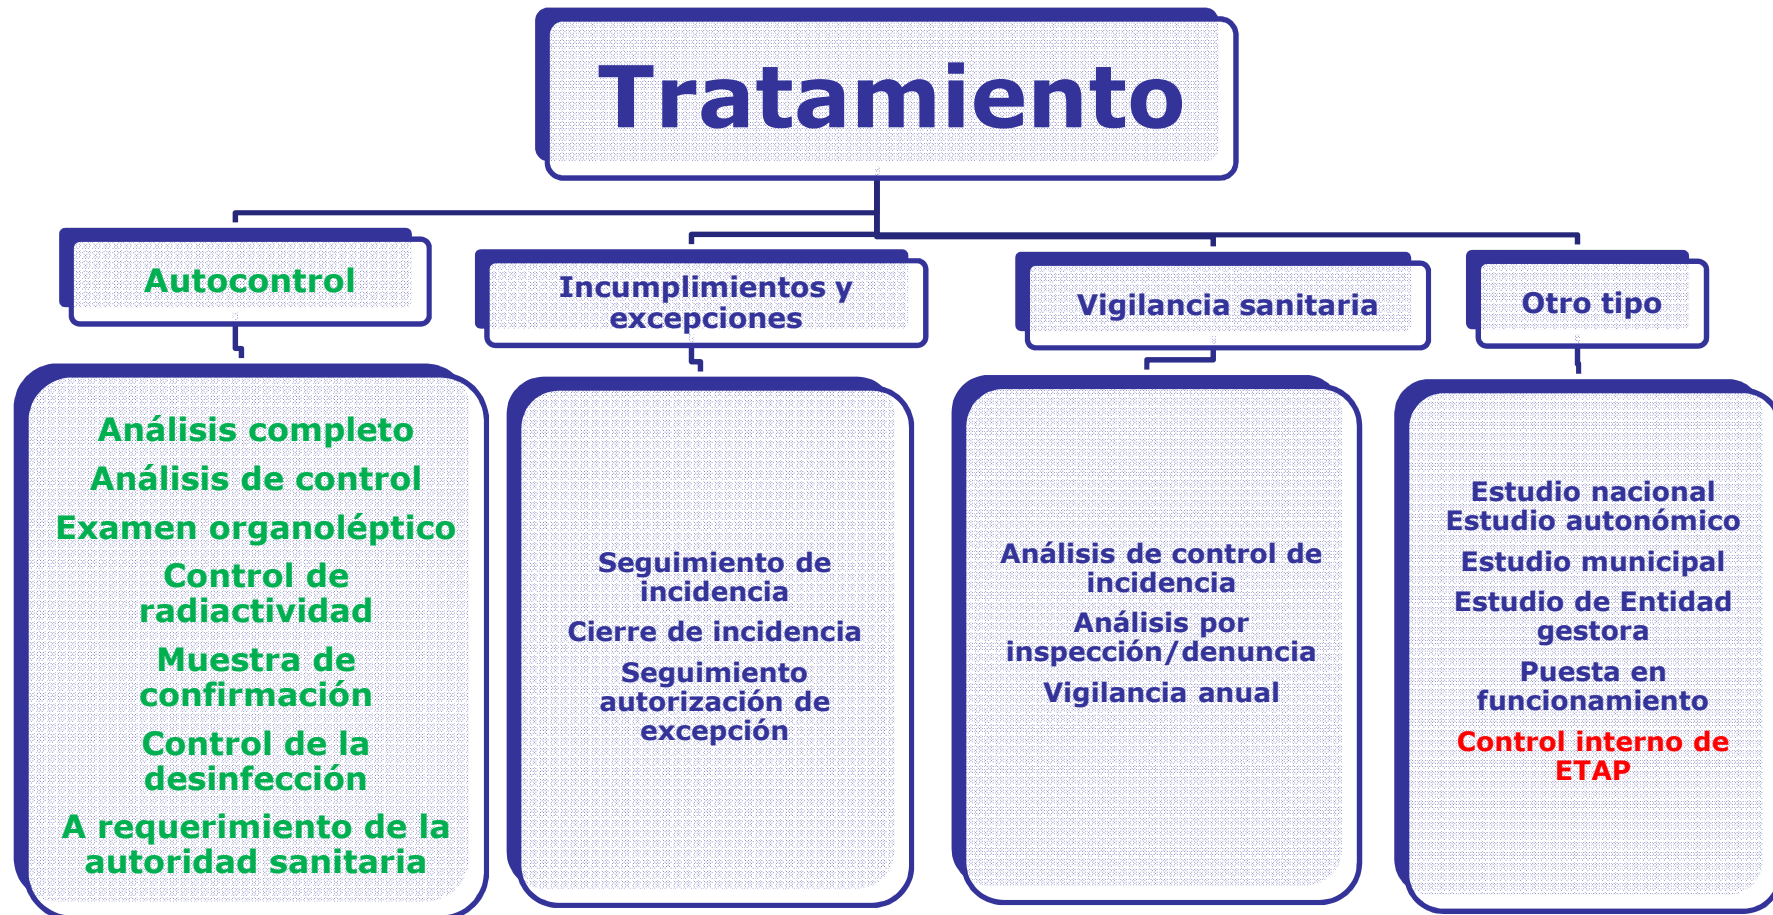 Tratamiento
Autocontrol
Análisis completo
Análisis de control
Examen organoléptico
Control de
radiactividad
Muestra de
confirmación
Control de la
desinfección
A requerimiento de la
autoridad sanitaria
Incumplimientos y
excepciones
Seguimiento de
incidencia
Cierre de incidencia
Seguimiento
autorización de
excepción
Vigilancia sanitaria
Análisis de control de
incidencia
Análisis por
inspección/denuncia
Vigilancia anual
Otro tipo
Estudio nacional
Estudio autonómico
Estudio municipal
Estudio de Entidad
gestora
Puesta en
funcionamiento
Control interno de
ETAP